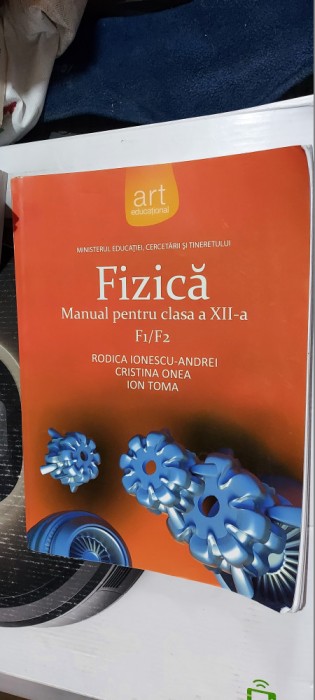 art
educațional
MINISTERUL EDUCAȚIEI, CERCETĂRII ȘI TINERETULUI
Fizică
Manual pentru clasa a XII-a
F1/F2
RODICA IONESCU-ANDREI
CRISTINA ONEA
ION TOMA